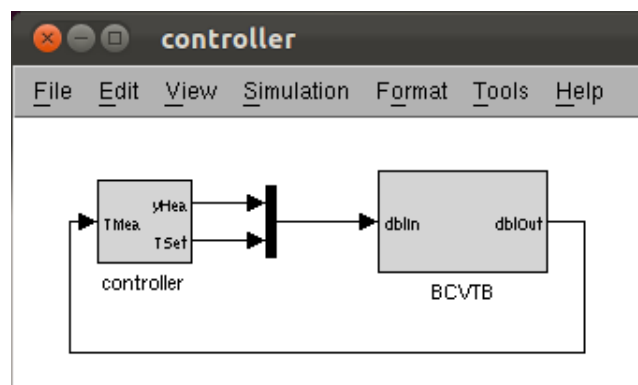 controller
File Edit View Simulation Format Tools Help
yHea
TMea
TSet
dblIn dblOut
controller
BCVTB